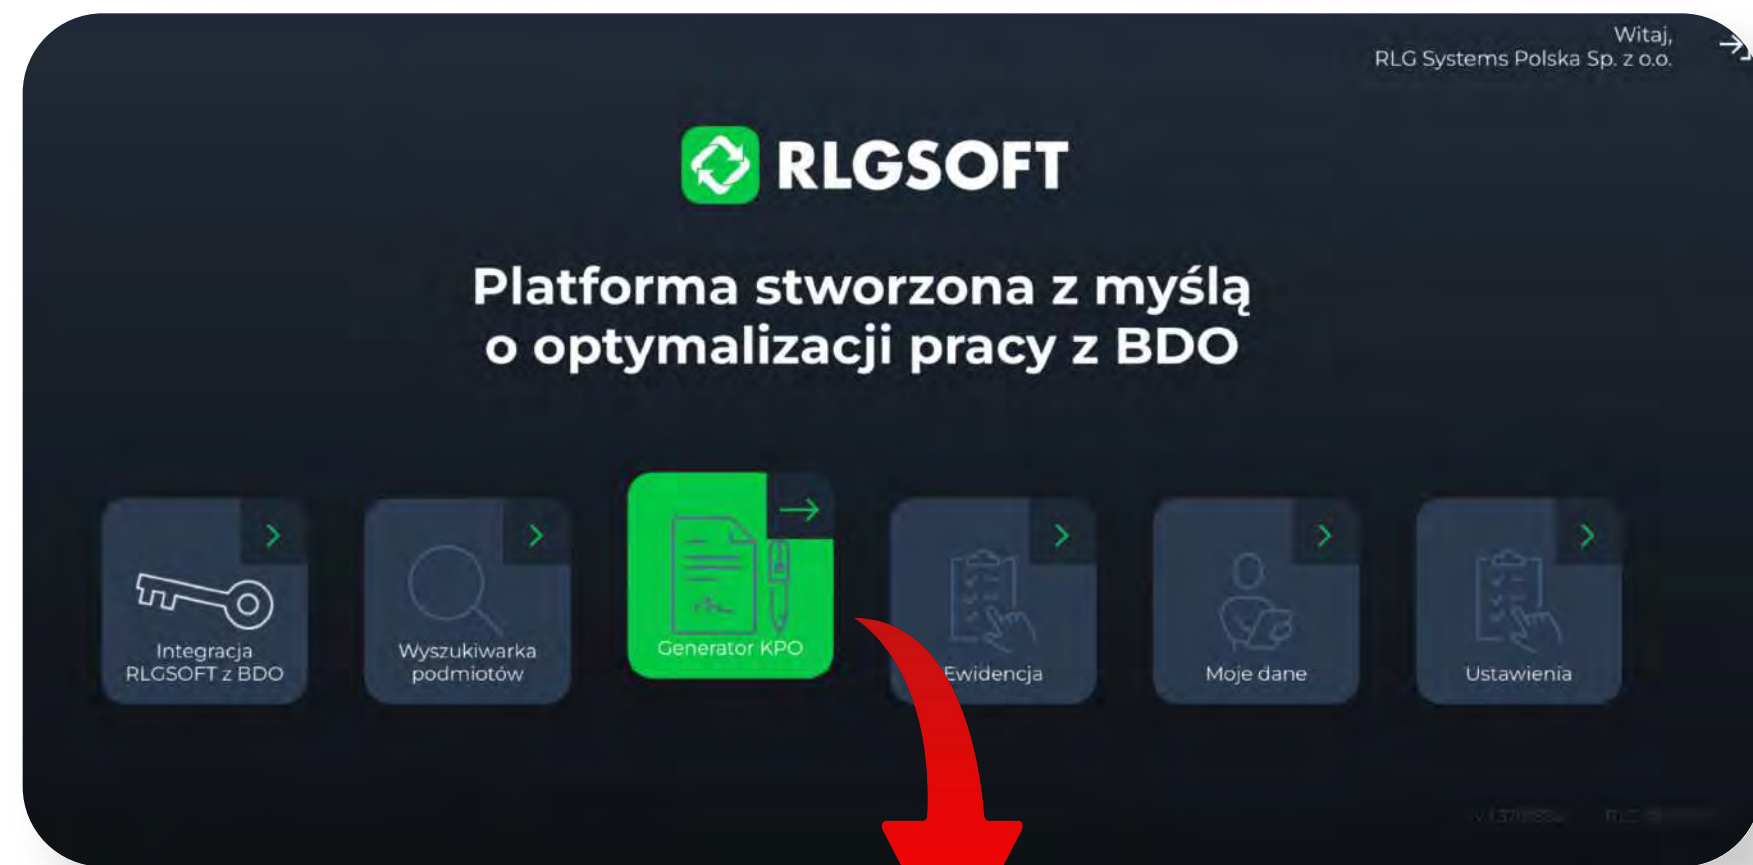 Witaj,
RLG Systems Polska Sp. z o.o.
RLGSOFT
Platforma stworzona z myślą
o optymalizacji pracy z BDO
Integracja
RLGSOFT z BDO
Wyszukiwarka
podmiotów
Generator KPO
Ewidencja
Moje dane
Ustawienia